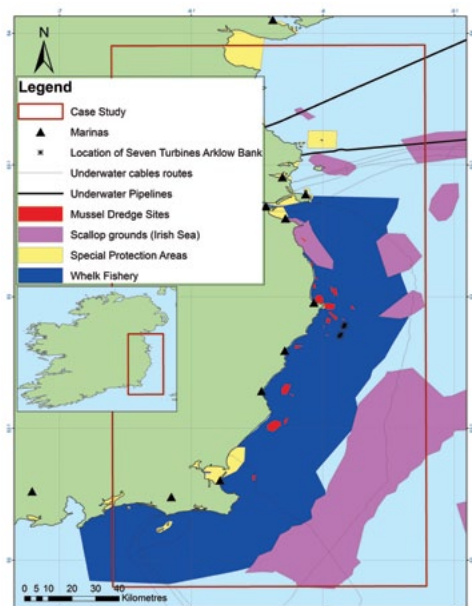 N
Legend
Case Study
Marinas
Location of Seven Turbines Arklow Bank
Underwater cables routes
Underwater Pipelines
Mussel Dredge Sites
Scallop grounds (Irish Sea)
Special Protection Areas
Whelk Fishery
0 5 10 20 30 40
Kilometres